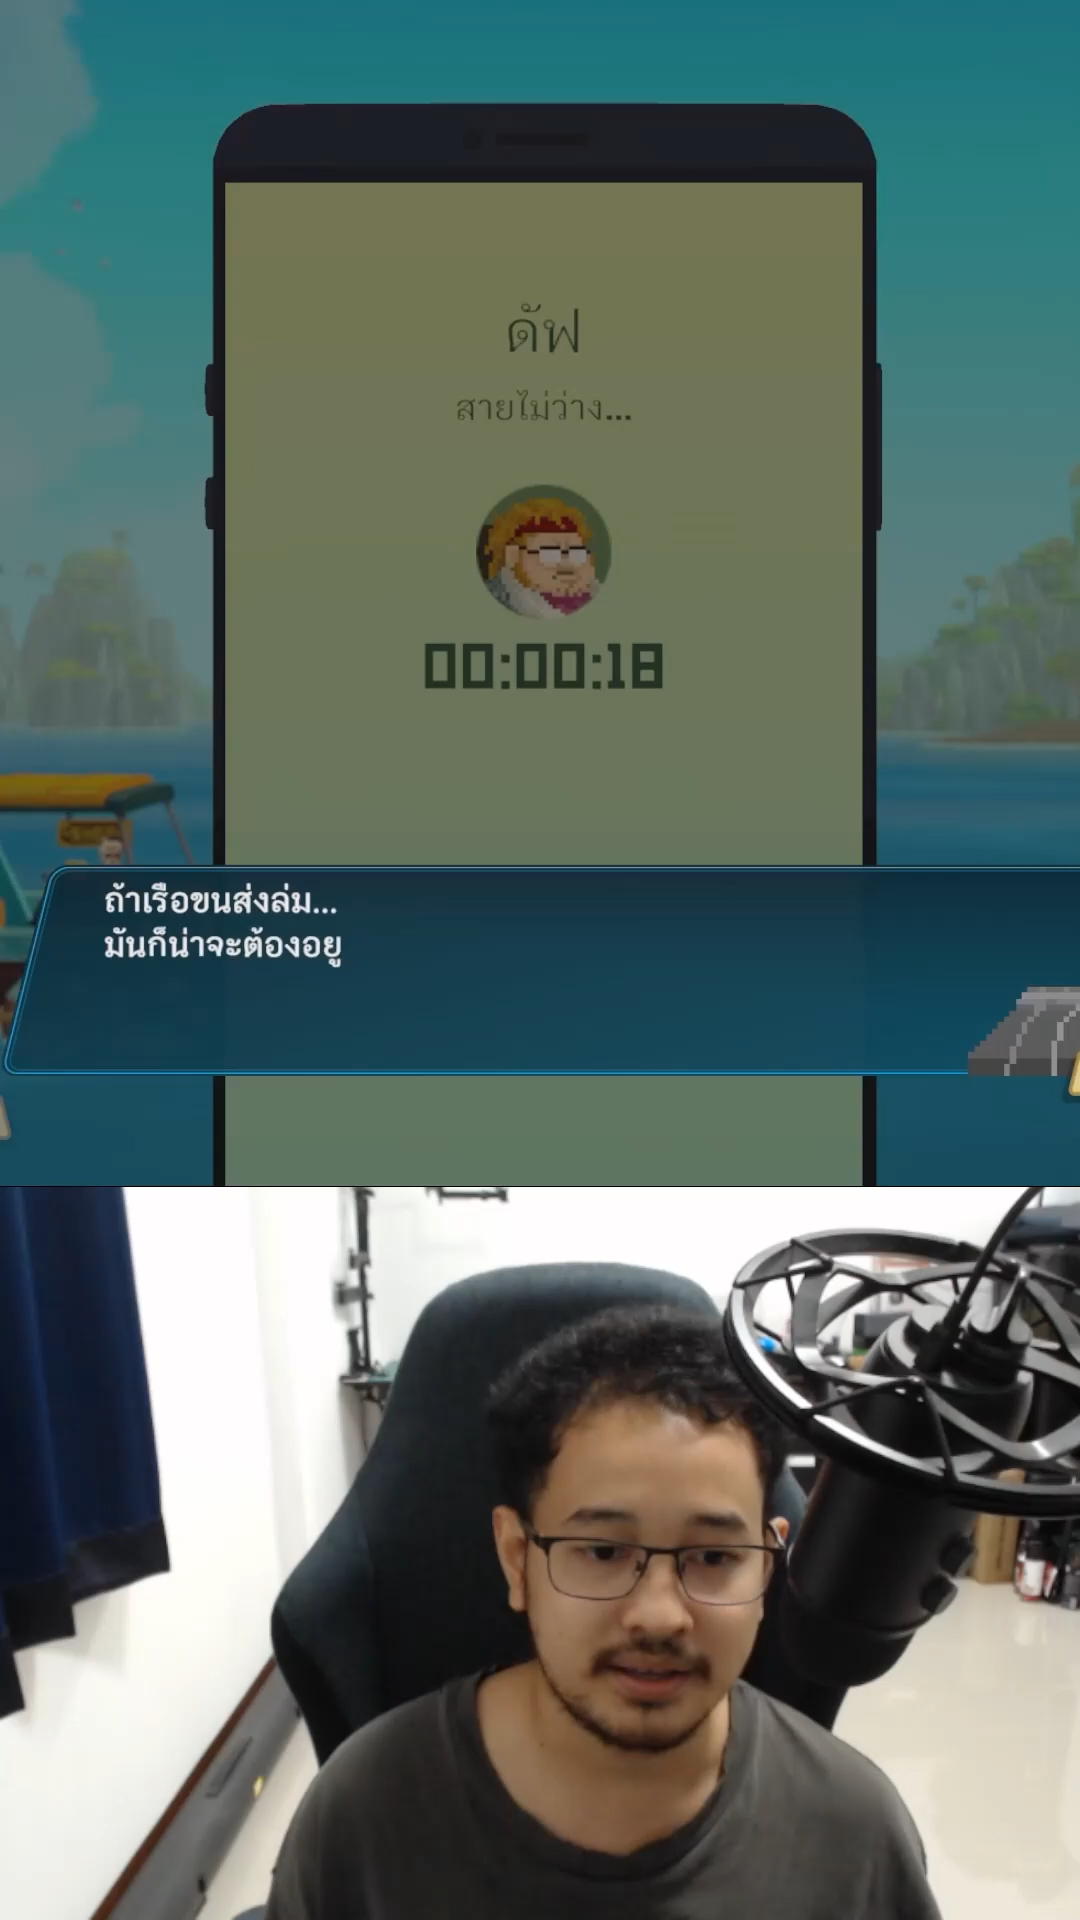 ดัฟ
สายไม่ว่าง...
00:00:18
ถ้าเรือขนส่งล่ม...
มันก็น่าจะต้องอยู่